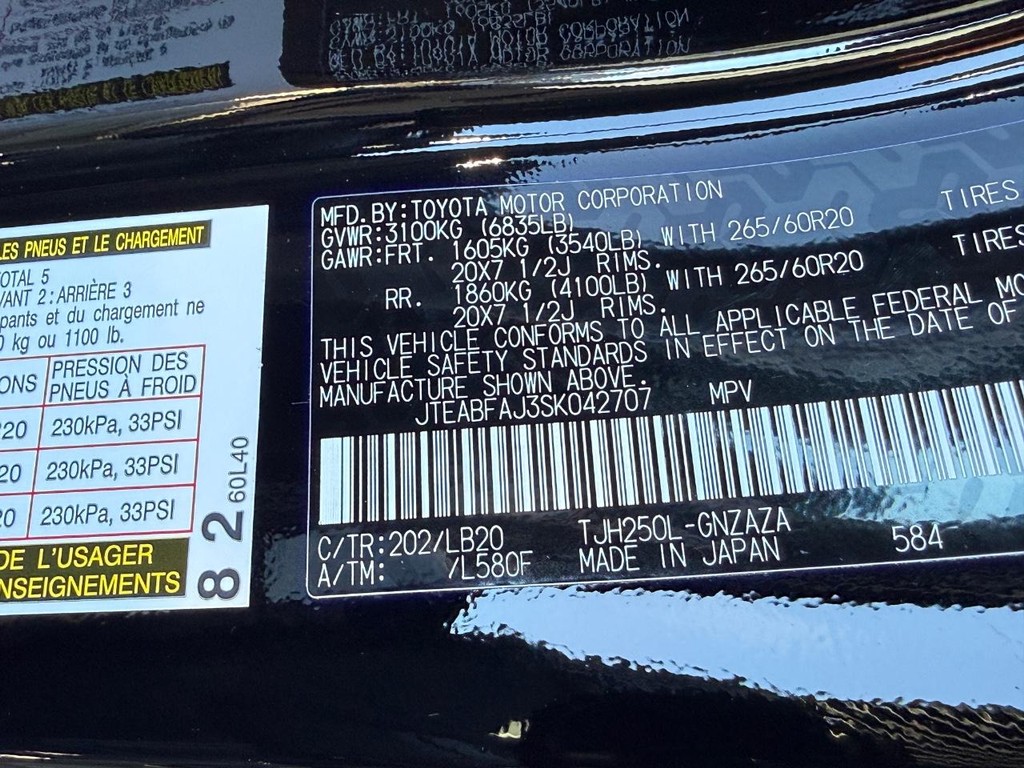 LES PNEUS ET LE CHARGEMENT
OTAL 5
VANT 2 : ARRIÈRE 3
pants et du chargement ne
0 kg ou 1100 lb.
ONS PRESSION DES
PNEUS À FROID
20 230kPa, 33PSI
20 230kPa, 33PSI
20 230kPa, 33PSI
DE L'USAGER
ENSEIGNEMENTS
82 60L40
MFD.BY:TOYOTA MOTOR CORPORATION
GVWR:3100KG (6835LB)
GAWR:FRT. 1605KG (3540LB) WITH 265/60R20 TIRES
20X7 1/2J RIMS.
RR. 1860KG (4100LB) WITH 265/60R20 TIRES
20X7 1/2J RIMS.
THIS VEHICLE CONFORMS TO ALL APPLICABLE FEDERAL MO
VEHICLE SAFETY STANDARDS IN EFFECT ON THE DATE OF
MANUFACTURE SHOWN ABOVE.
JTEABFAJ3SK042707 MPV
C/TR:202/LB20 TJH250L-GNZAZA 584
A/TM: /L580F MADE IN JAPAN